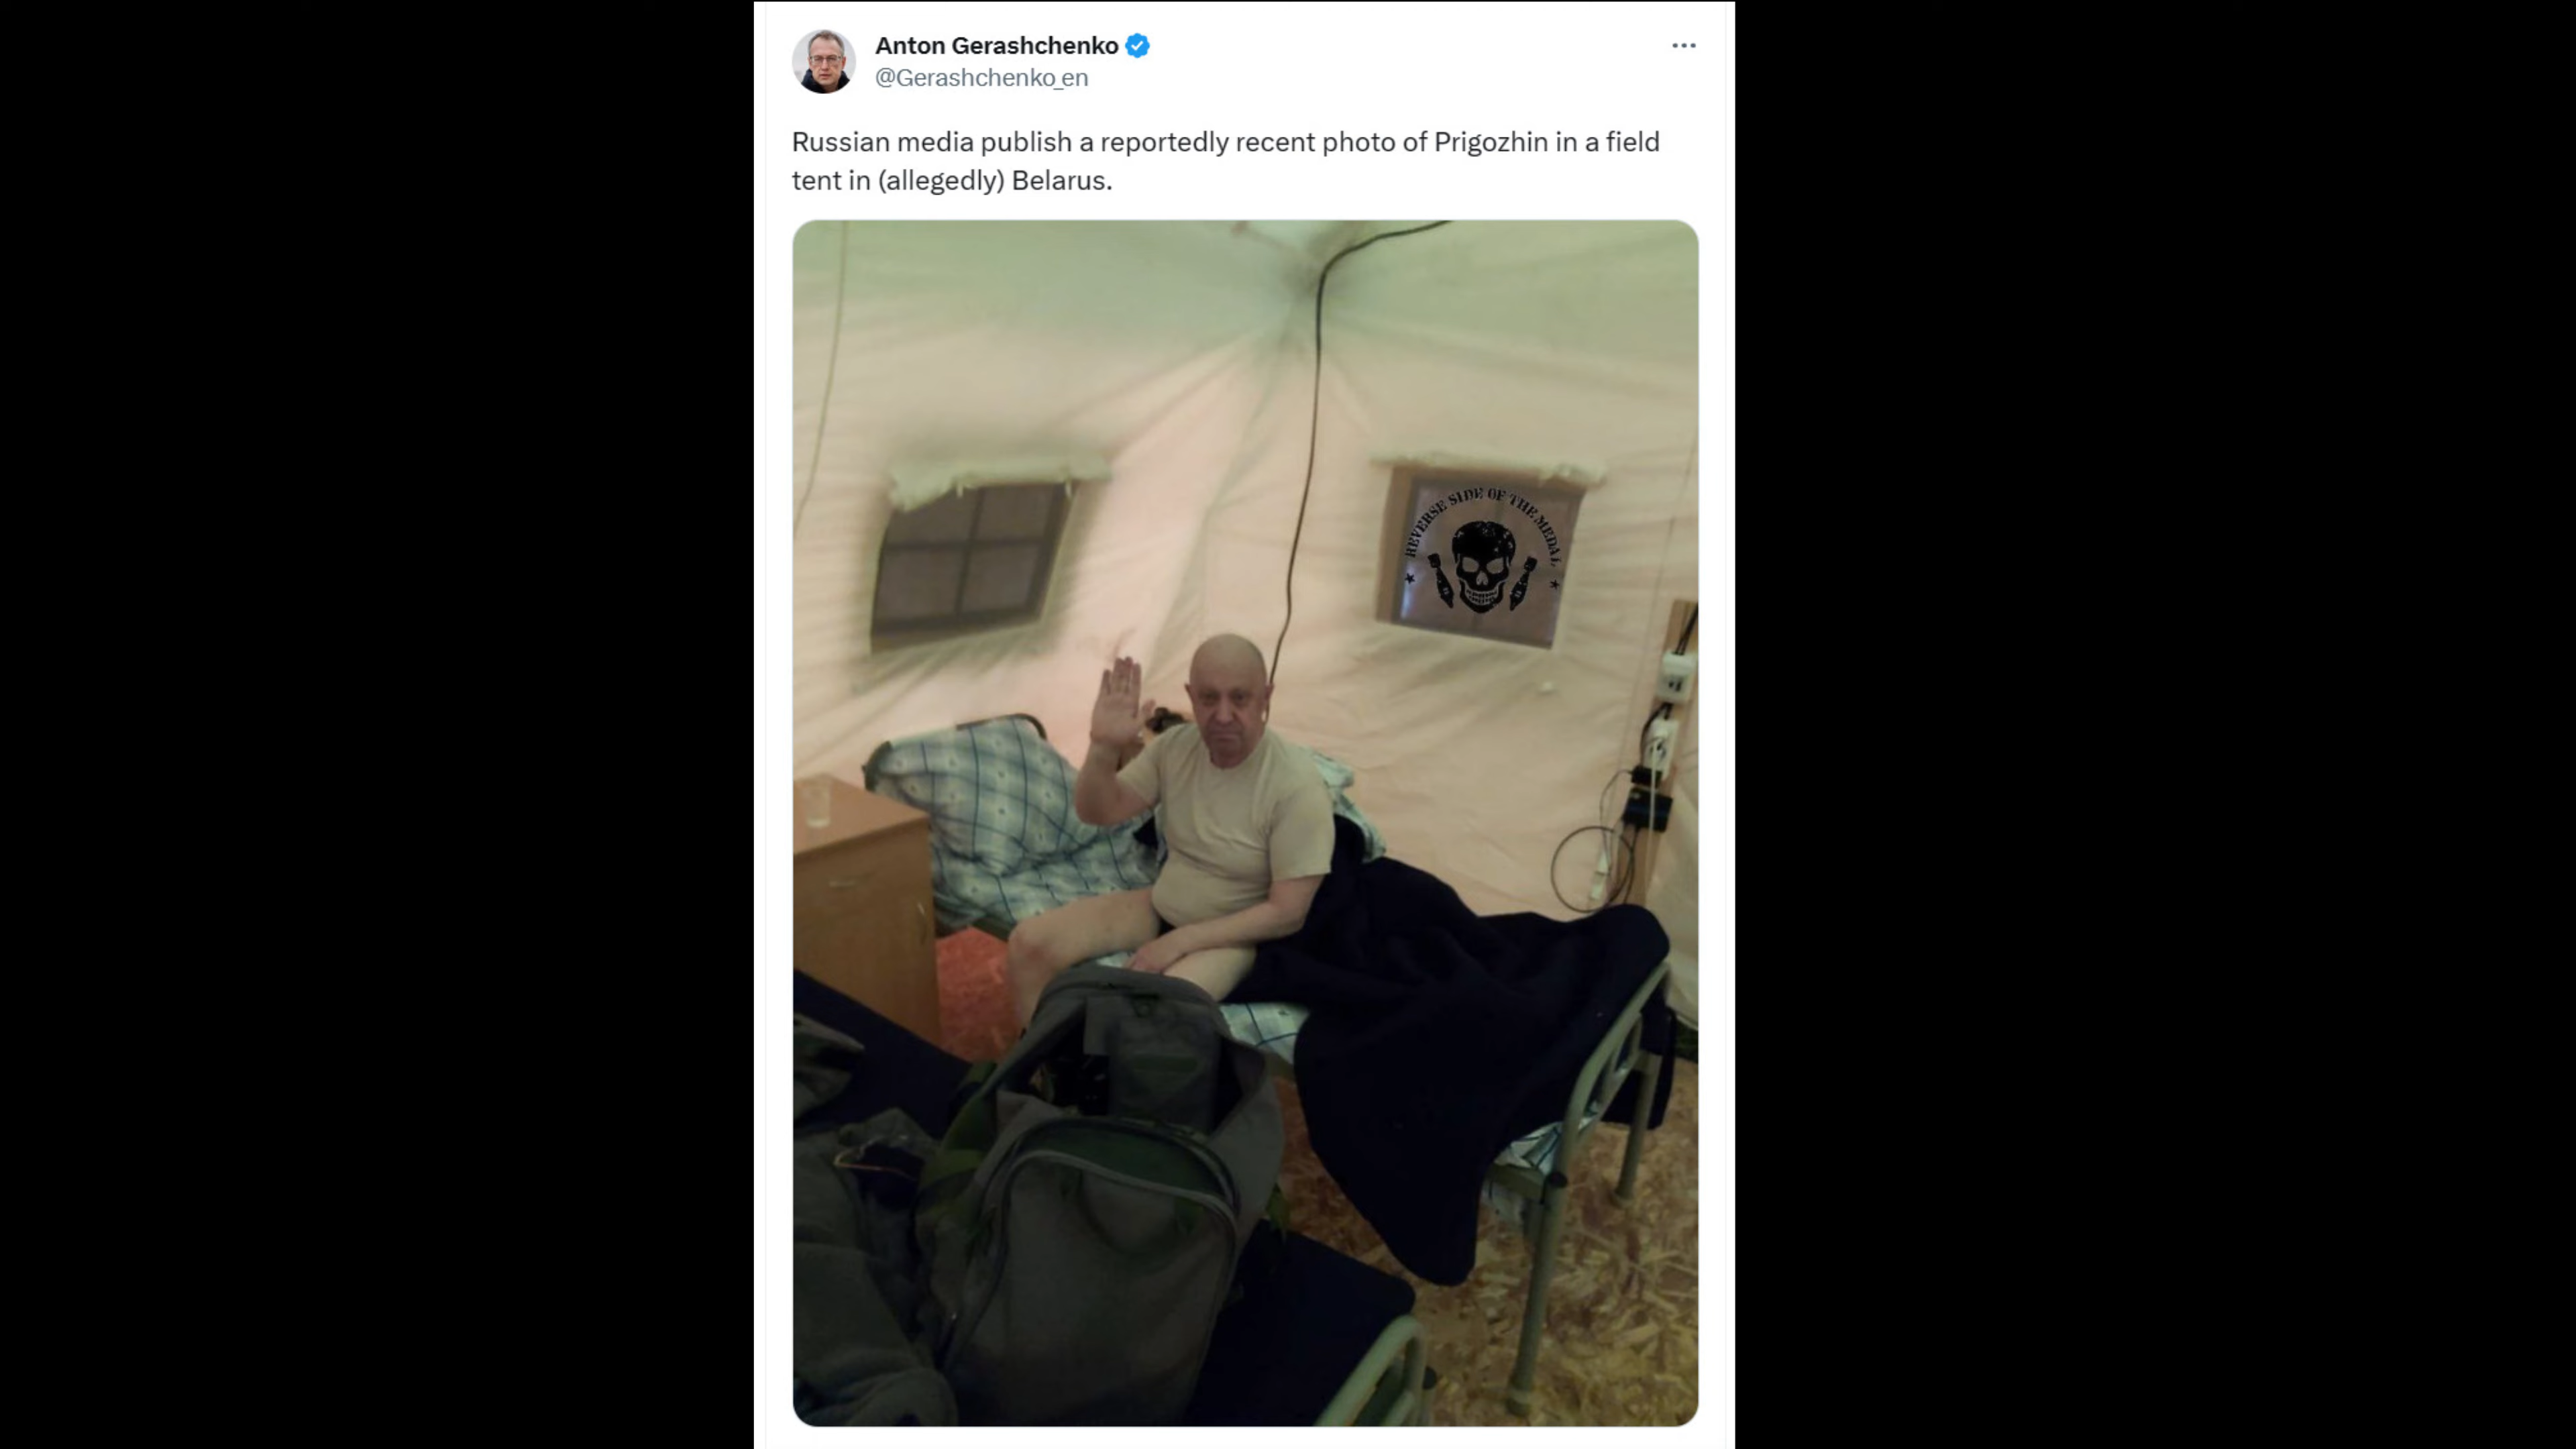 Anton Gerashchenko
@Gerashchenko_en
Russian media publish a reportedly recent photo of Prigozhin in a field
tent in (allegedly) Belarus.
REVERSE SIDE OF THE MEDAL